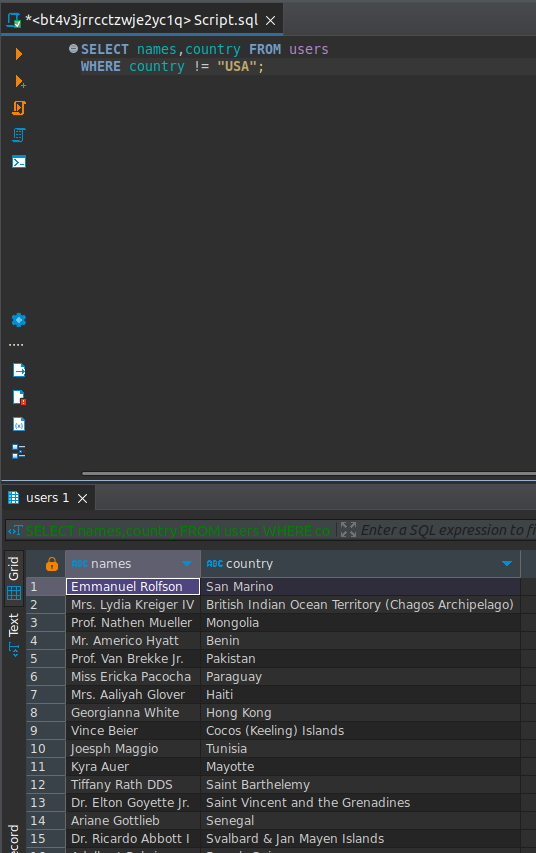 *<bt4v3jrrcctzwje2yc1q> Script.sql
SELECT names,country FROM users
WHERE country != "USA";
users 1
SELECT names,country FROM users WHERE co
Enter a SQL expression to fi
Grid
Text
ecord
ABC names ABC country
1 Emmanuel Rolfson San Marino
2 Mrs. Lydia Kreiger IV British Indian Ocean Territory (Chagos Archipelago)
3 Prof. Nathen Mueller Mongolia
4 Mr. Americo Hyatt Benin
5 Prof. Van Brekke Jr. Pakistan
6 Miss Ericka Pacocha Paraguay
7 Mrs. Aaliyah Glover Haiti
8 Georgianna White Hong Kong
9 Vince Beier Cocos (Keeling) Islands
10 Joesph Maggio Tunisia
11 Kyra Auer Mayotte
12 Tiffany Rath DDS Saint Barthelemy
13 Dr. Elton Goyette Jr. Saint Vincent and the Grenadines
14 Ariane Gottlieb Senegal
15 Dr. Ricardo Abbott I Svalbard & Jan Mayen Islands